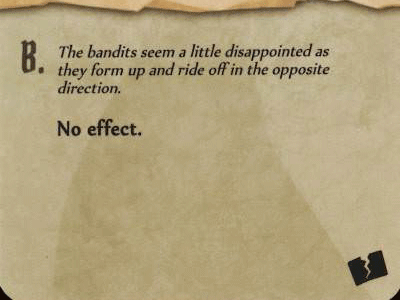 B. The bandits seem a little disappointed as
they form up and ride off in the opposite
direction.
No effect.